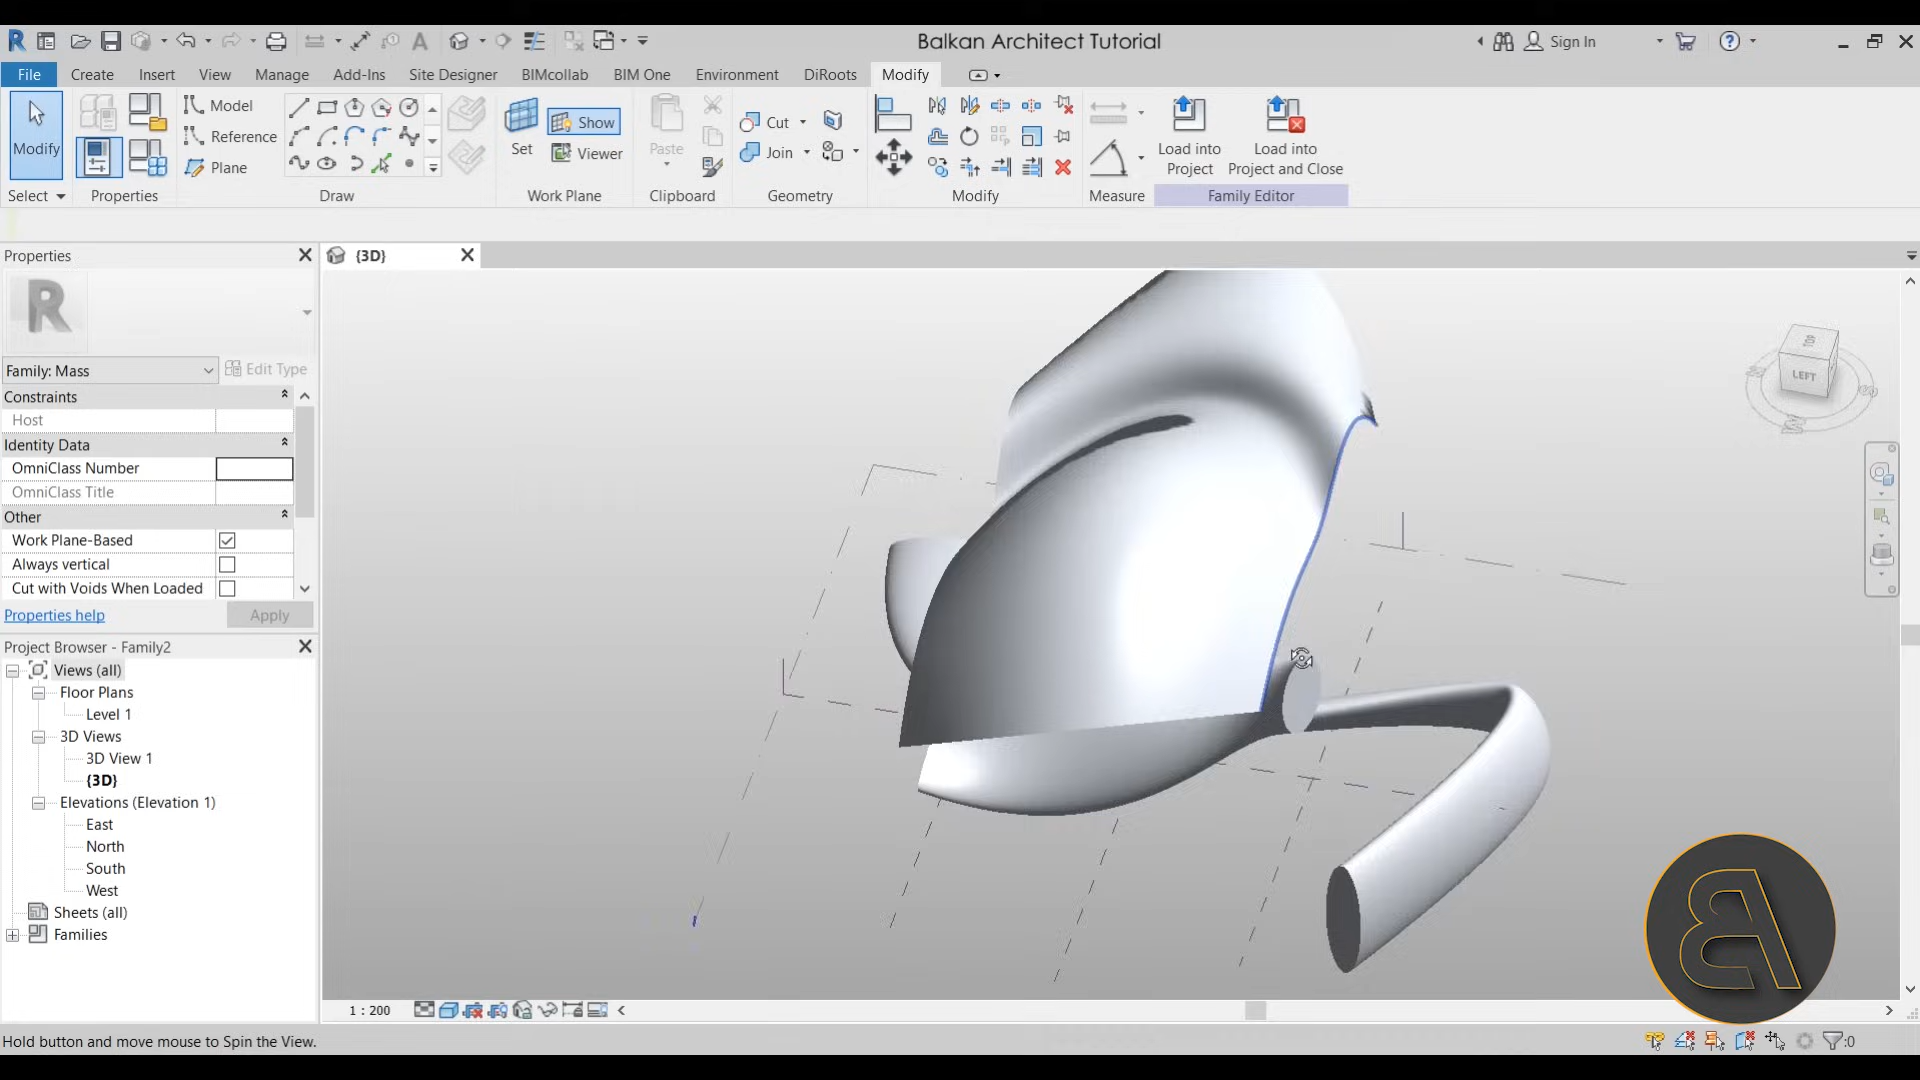 Balkan Architect Tutorial
Sign In
File Create Insert View Manage Add-Ins Site Designer BIMcollab BIM One Environment DiRoots Modify
Modify
Model
Reference
Plane
Set
Show
Viewer
Paste
Cut
Join
Load into
Project
Load into
Project and Close
Select Properties Draw Work Plane Clipboard Geometry Modify Measure Family Editor
Properties
{3D}
R
Family: Mass
Edit Type
Constraints
Host
Identity Data
OmniClass Number
OmniClass Title
Other
Work Plane-Based
Always vertical
Cut with Voids When Loaded
Properties help
Apply
Project Browser - Family2
Views (all)
Floor Plans
Level 1
3D Views
3D View 1
{3D}
Elevations (Elevation 1)
East
North
South
West
Sheets (all)
Families
LEFT
1 : 200
Hold button and move mouse to Spin the View.
:0